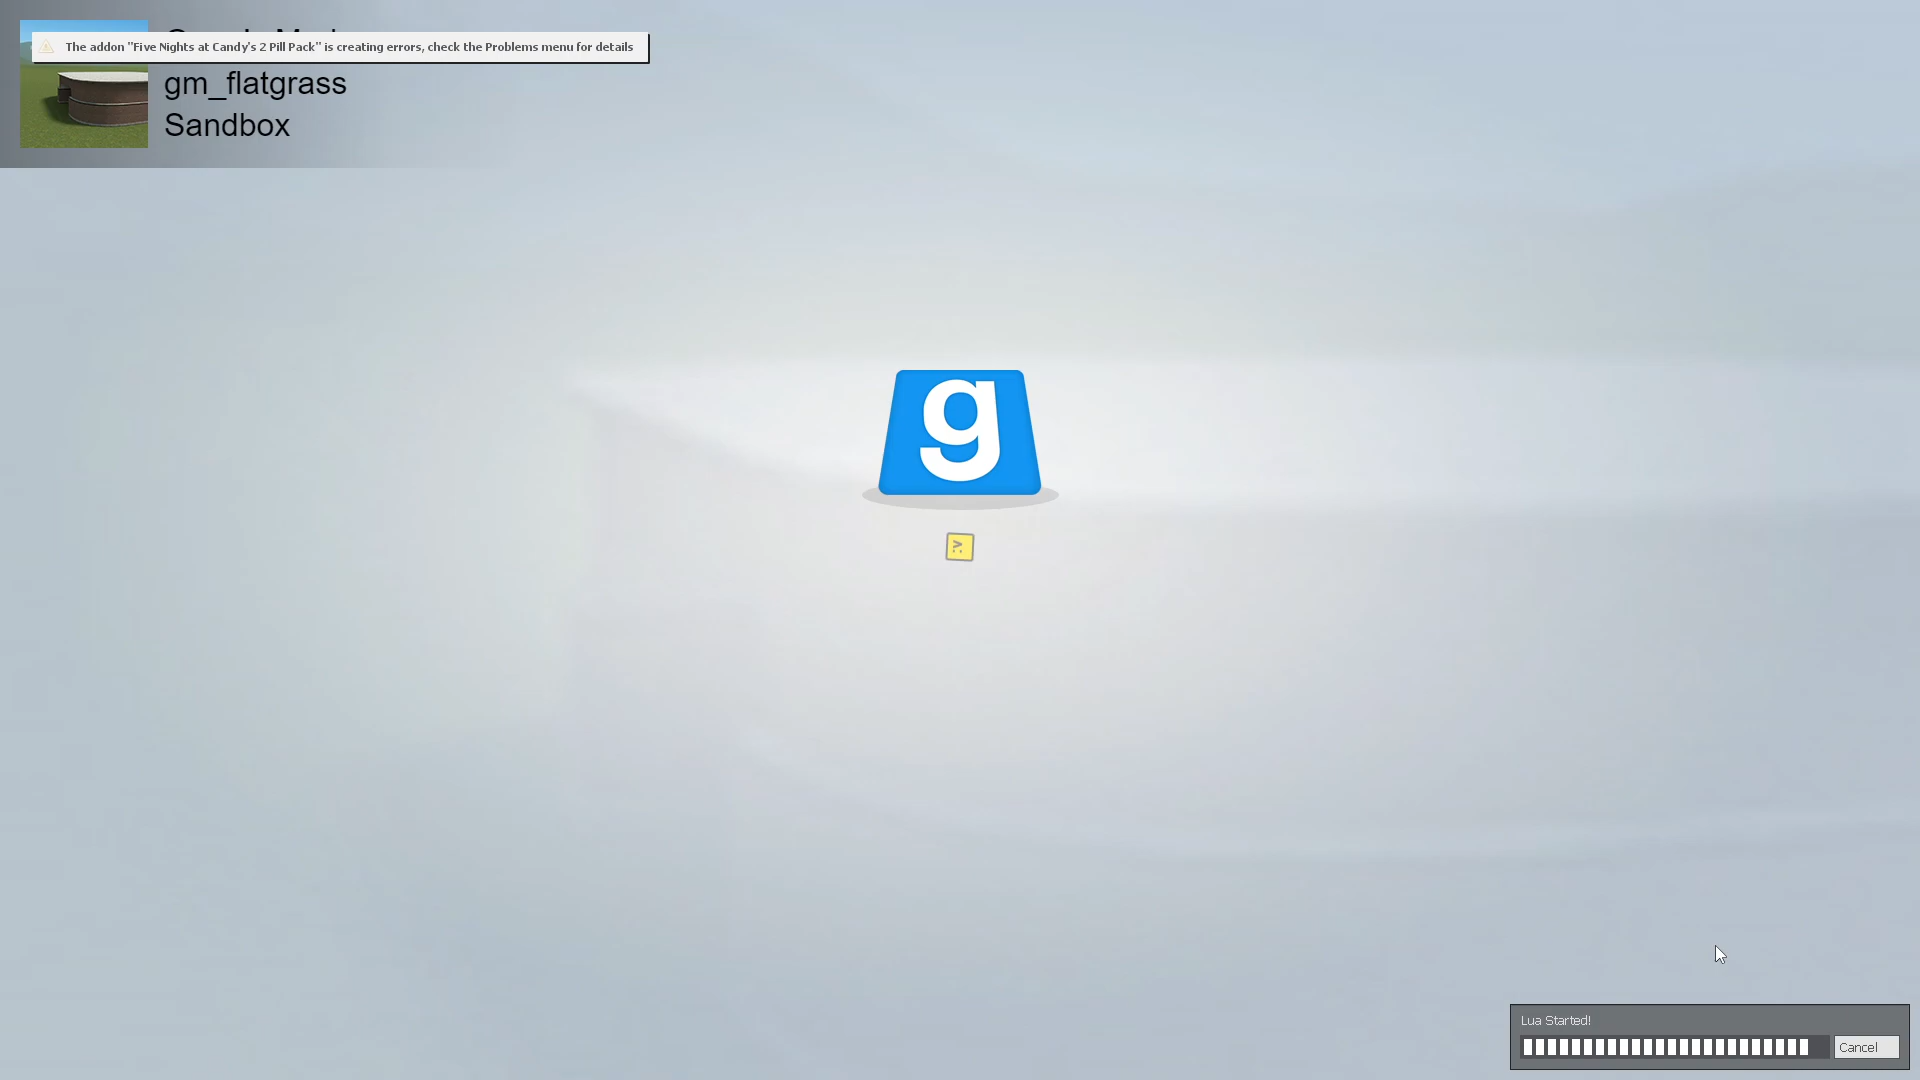 The addon "Five Nights at Candy's 2 Pill Pack" is creating errors, check the Problems menu for details
gm_flatgrass
Sandbox
g
Lua Started!
Cancel